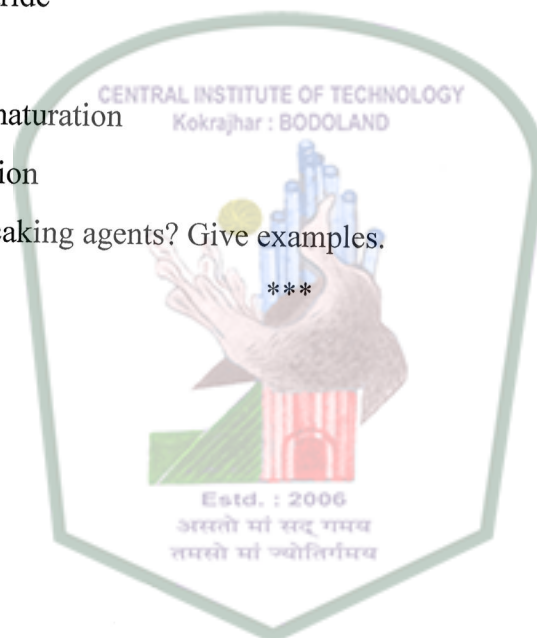 ride
CENTRAL INSTITUTE OF TECHNOLOGY
naturation
Kokrajhar : BODOLAND
ion
aking agents? Give examples.
***
Estd. : 2006
असतो मां सद् गमय
तमसो मां ज्योतिर्गमय